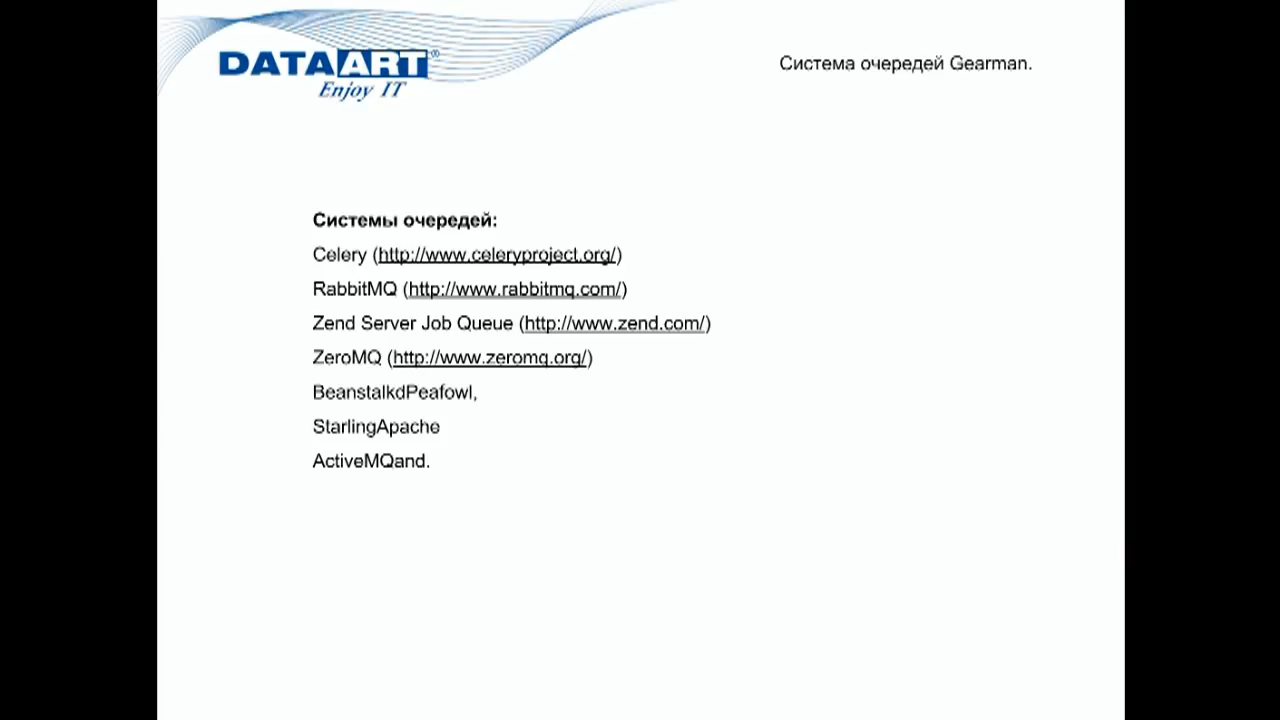 DATAART®
Enjoy IT
Система очередей Gearman.
Системы очередей:
Celery (http://www.celeryproject.org/)
RabbitMQ (http://www.rabbitmq.com/)
Zend Server Job Queue (http://www.zend.com/)
ZeroMQ (http://www.zeromq.org/)
BeanstalkdPeafowl,
StarlingApache
ActiveMQand.